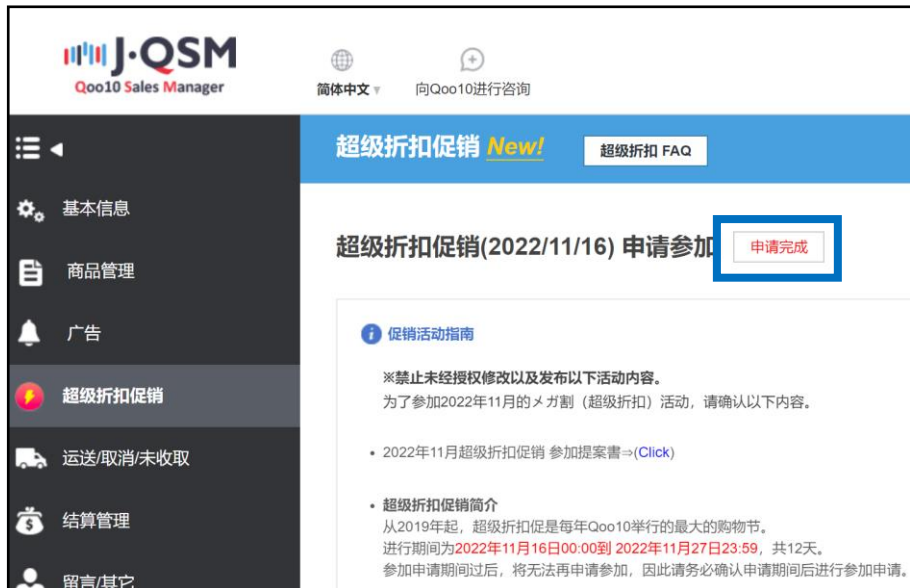 J·QSM
Qoo10 Sales Manager
简体中文▼
向Qoo10进行咨询
超级折扣促销 New!
超级折扣 FAQ
基本信息
商品管理
广告
超级折扣促销
运送/取消/未收取
结算管理
留言/其它
超级折扣促销(2022/11/16) 申请参加
申请完成
促销活动指南
※禁止未经授权修改以及发布以下活动内容。
为了参加2022年11月的メガ割（超级折扣）活动，请确认以下内容。
• 2022年11月超级折扣促销 参加提案書⇒(Click)
• 超级折扣促销简介
从2019年起，超级折扣促是每年Qoo10举行的最大的购物节。
进行期间为2022年11月16日00:00到 2022年11月27日23:59，共12天。
参加申请期间过后，将无法再申请参加，因此请务必确认申请期间后进行参加申请。